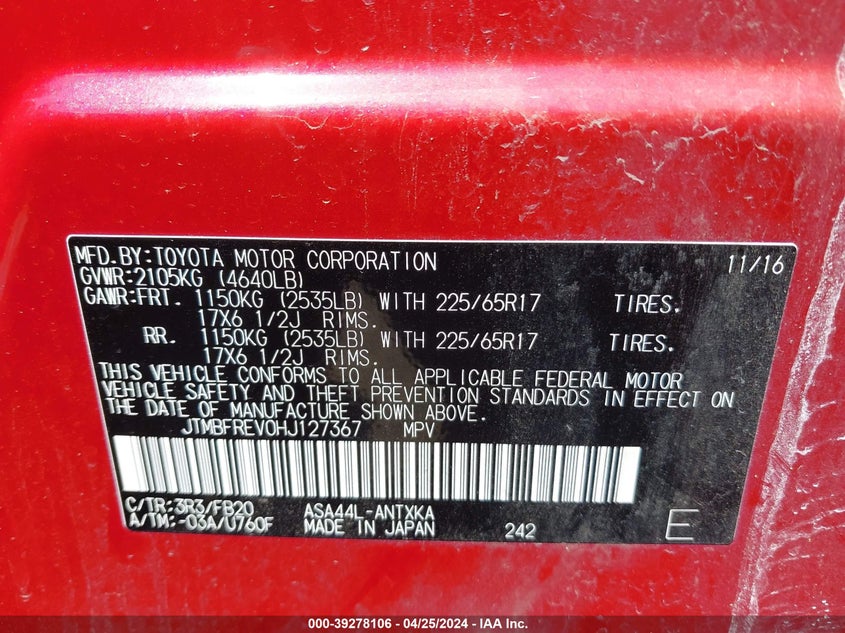 MFD.BY:TOYOTA MOTOR CORPORATION 11/16
GVWR:2105KG (4640LB)
GAWR:FRT. 1150KG (2535LB) WITH 225/65R17 TIRES.
17X6 1/2J RIMS.
RR. 1150KG (2535LB) WITH 225/65R17 TIRES.
17X6 1/2J RIMS.
THIS VEHICLE CONFORMS TO ALL APPLICABLE FEDERAL MOTOR
VEHICLE SAFETY AND THEFT PREVENTION STANDARDS IN EFFECT ON
THE DATE OF MANUFACTURE SHOWN ABOVE.
JTMBFREV0HJ127367 MPV
C/TR:3R3/FB20 ASA44L-ANTXKA
A/TM:-03A/U760F MADE IN JAPAN 242 E
000-39278106 - 04/25/2024 - IAA Inc.